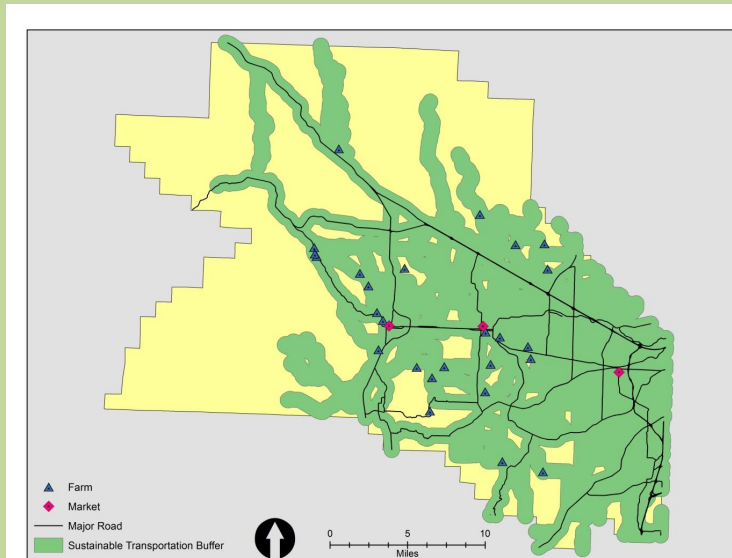 Farm
Market
Major Road
Sustainable Transportation Buffer
0 5 10
Miles